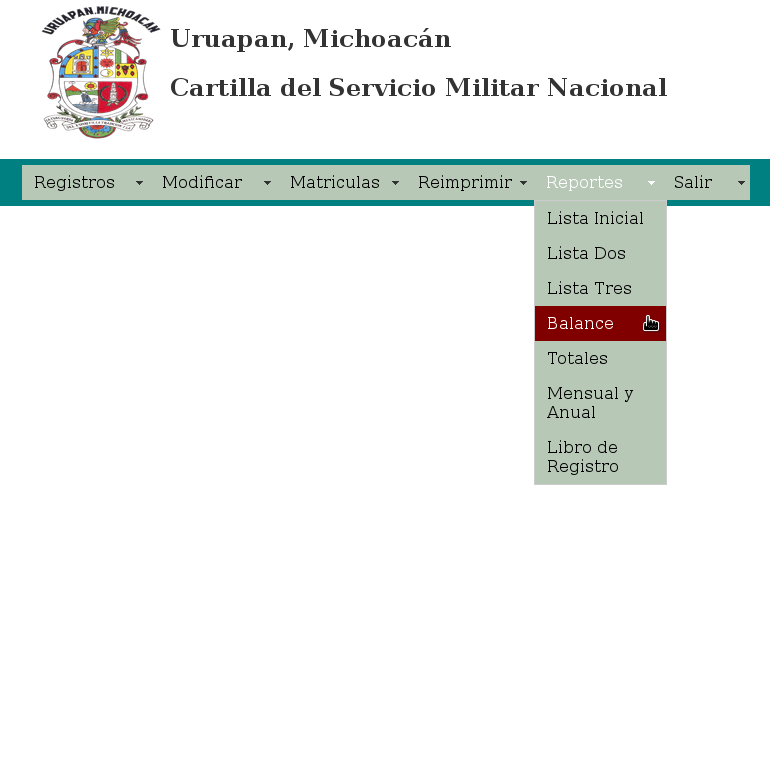 URUAPAN, MICHOACÁN
Uruapan, Michoacán
Cartilla del Servicio Militar Nacional
Registros Modificar Matriculas Reimprimir Reportes Salir
Lista Inicial
Lista Dos
Lista Tres
Balance
Totales
Mensual y
Anual
Libro de
Registro